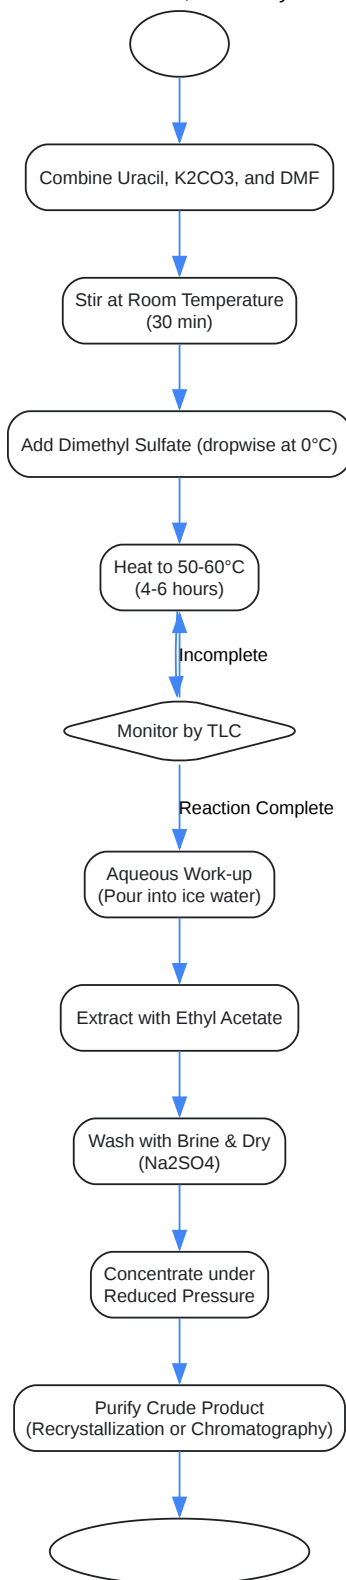 Combine Uracil, K2CO3, and DMF
Stir at Room Temperature
(30 min)
Add Dimethyl Sulfate (dropwise at 0°C)
Heat to 50-60°C
(4-6 hours)
Incomplete
Monitor by TLC
Reaction Complete
Aqueous Work-up
(Pour into ice water)
Extract with Ethyl Acetate
Wash with Brine & Dry
(Na2SO4)
Concentrate under
Reduced Pressure
Purify Crude Product
(Recrystallization or Chromatography)